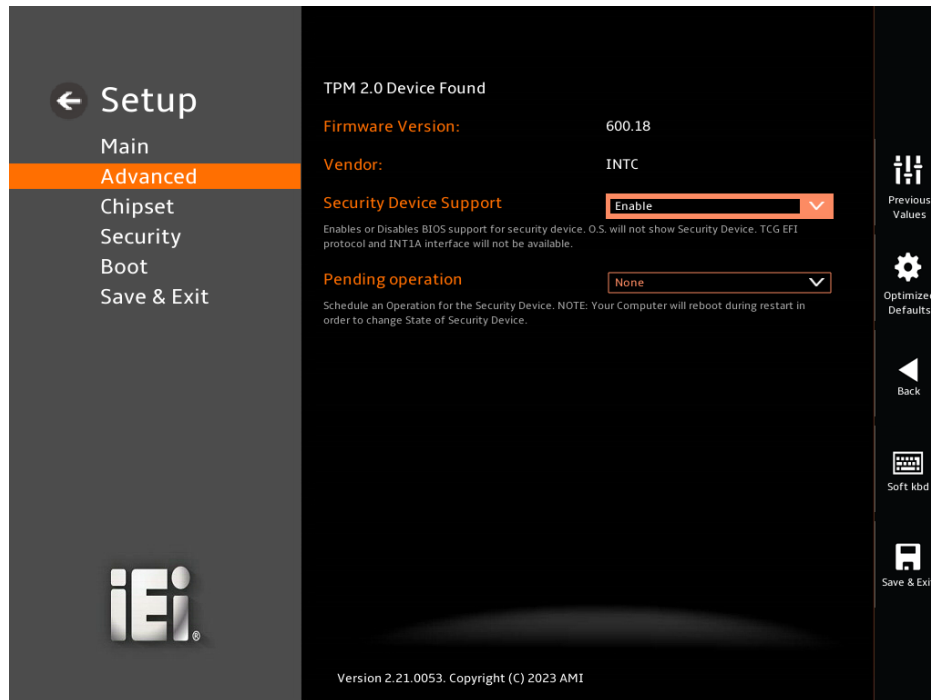 Setup
Main
Advanced
Chipset
Security
Boot
Save & Exit
TPM 2.0 Device Found
Firmware Version: 600.18
Vendor: INTC
Security Device Support Enable
Enables or Disables BIOS support for security device. O.S. will not show Security Device. TCG EFI
protocol and INT1A interface will not be available.
Pending operation None
Schedule an Operation for the Security Device. NOTE: Your Computer will reboot during restart in
order to change State of Security Device.
Previous
Values
Optimized
Defaults
Back
Soft kbd
Save & Exi
iEi®
Version 2.21.0053. Copyright (C) 2023 AMI